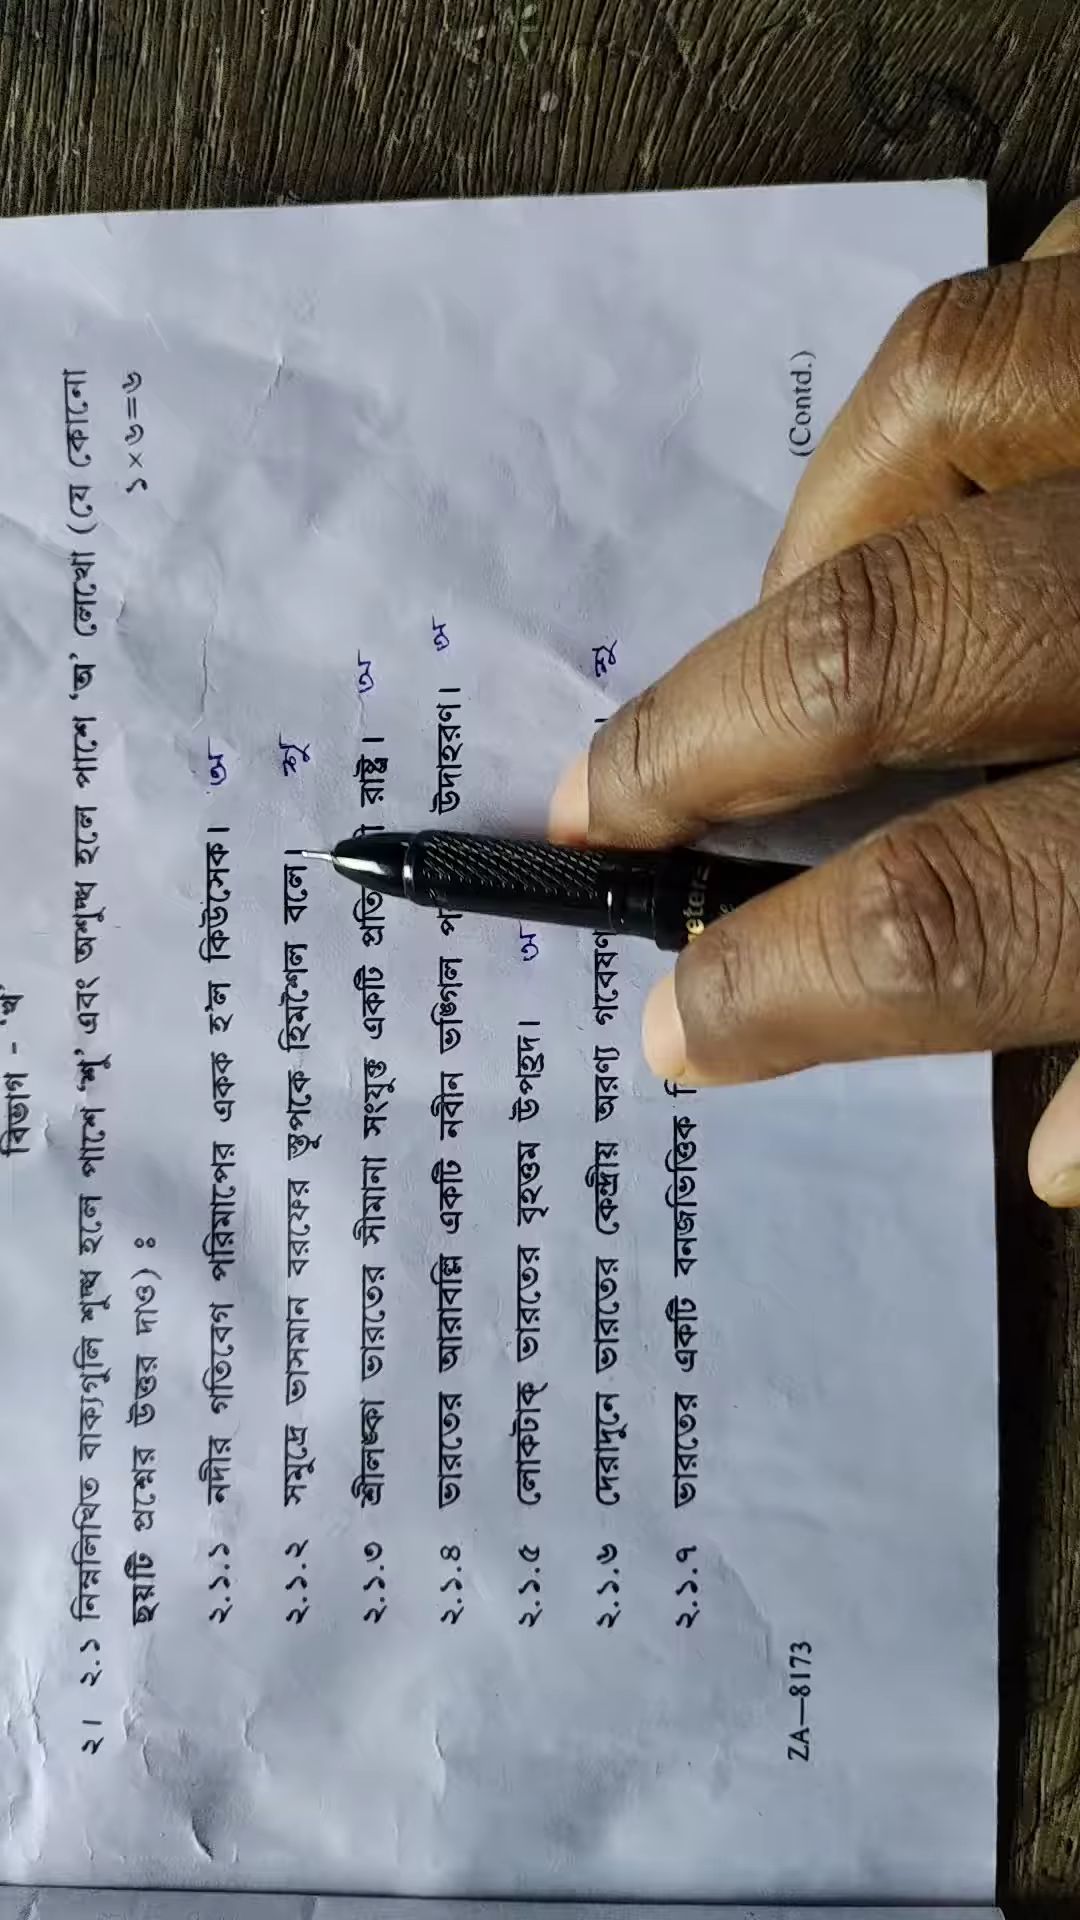 বিভাগ - 'খ'
২। ২.১ নিম্নলিখিত বাক্যগুলি শুদ্ধ হলে পাশে 'শু' এবং অশুদ্ধ হলে পাশে 'অ' লেখো (যে কোনো
ছয়টি প্রশ্নের উত্তর দাও) : ১×৬=৬
২.১.১ নদীর গতিবেগ পরিমাপের একক হ'ল কিউসেক। অ
২.১.২ সমুদ্রে ভাসমান বরফের স্তুপকে হিমশৈল বলে। শু
২.১.৩ শ্রীলঙ্কা ভারতের সীমানা সংযুক্ত একটি রাষ্ট্র। অ
২.১.৪ ভারতের আরাবল্লি একটি নবীন ভঙ্গিল উদাহরণ। অ
২.১.৫ লোকটাক্ ভারতের বৃহত্তম উপহ্রদ। অ
২.১.৬ দেরাদুনে ভারতের কেন্দ্রীয় অরণ্য শু
২.১.৭ ভারতের একটি বনজভিত্তিক
ZA—8173 (Contd.)
eter